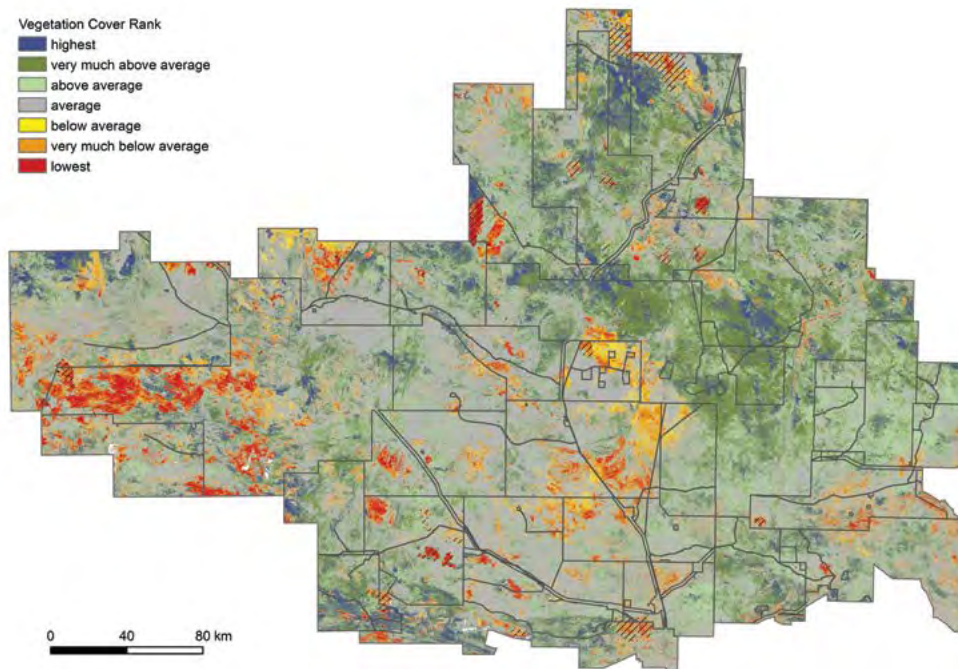 Vegetation Cover Rank
highest
very much above average
above average
average
below average
very much below average
lowest
0 40 80 km